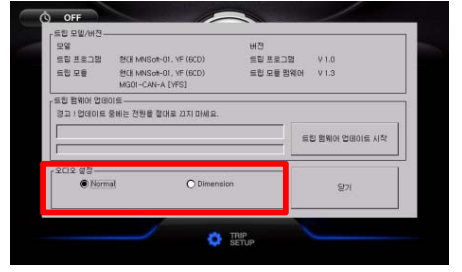 OFF
트립 모델/버전
모델
버전
트립 프로그램 현대 MNSoft-01, YF (6CD) 트립 프로그램 V 1.0
트립 모듈 현대 MNSoft-01, YF (6CD) 트립 모듈 펌웨어 V 1.3
MGOI-CAN-A [YFS]
트립 펌웨어 업데이트
경고 ! 업데이트 중에는 전원을 절대로 끄지 마세요.
트립 펌웨어 업데이트 시작
오디오 설정
Normal Dimension
닫기
TRIP
SETUP